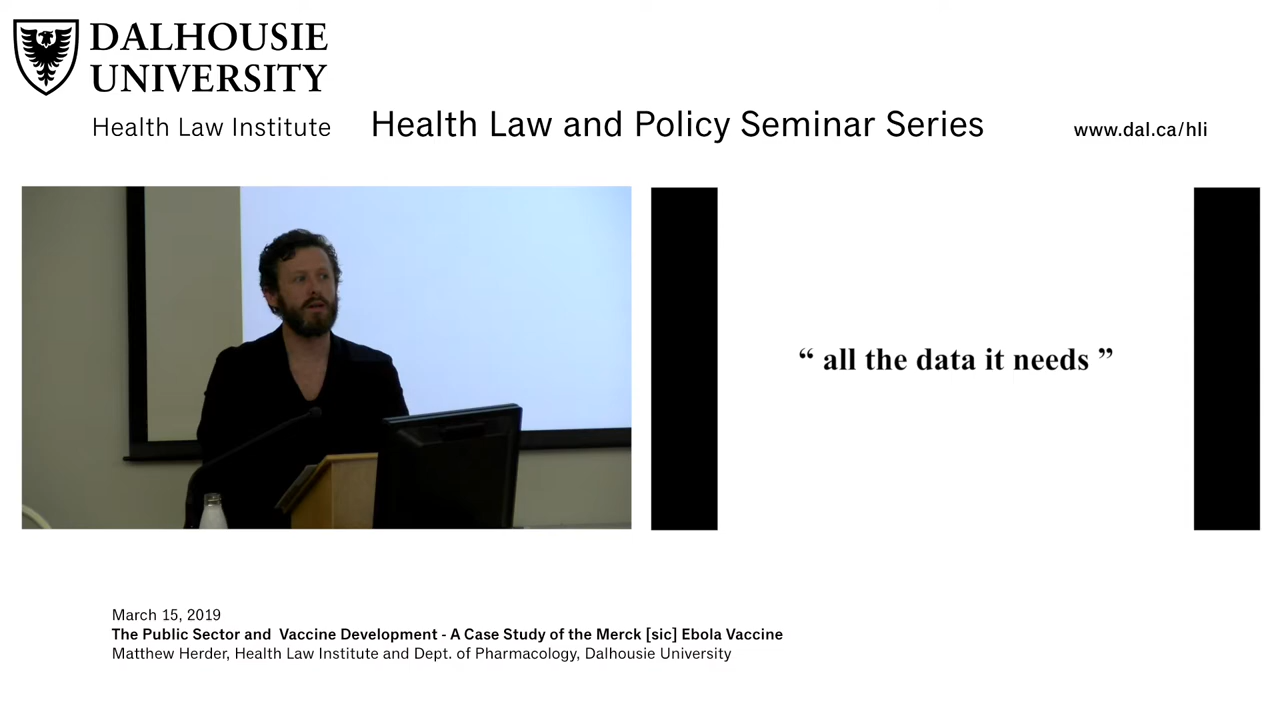 DALHOUSIE
UNIVERSITY
Health Law Institute
Health Law and Policy Seminar Series
www.dal.ca/hli
“ all the data it needs ”
March 15, 2019
The Public Sector and Vaccine Development - A Case Study of the Merck [sic] Ebola Vaccine
Matthew Herder, Health Law Institute and Dept. of Pharmacology, Dalhousie University